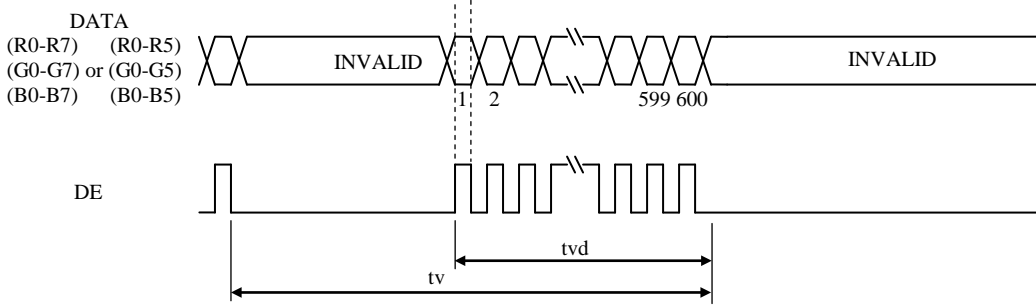 DATA
(R0-R7) (R0-R5)
(G0-G7) or (G0-G5)
(B0-B7) (B0-B5)
INVALID
INVALID
1 2 599 600
DE
tvd
tv